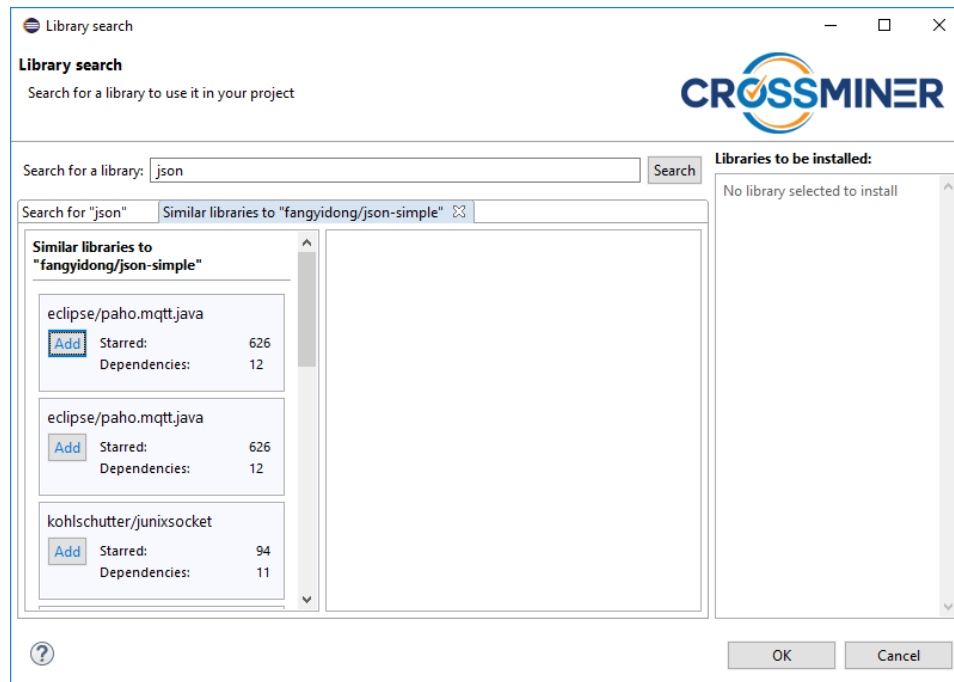 Library search
Library search
Search for a library to use it in your project
CROSSMINER
Search for a library: json Search
Libraries to be installed:
No library selected to install
Search for "json" Similar libraries to "fangyidong/json-simple"
Similar libraries to
"fangyidong/json-simple"
eclipse/paho.mqtt.java
Add Starred: 626
Dependencies: 12
eclipse/paho.mqtt.java
Add Starred: 626
Dependencies: 12
kohlschutter/junixsocket
Add Starred: 94
Dependencies: 11
?
OK Cancel